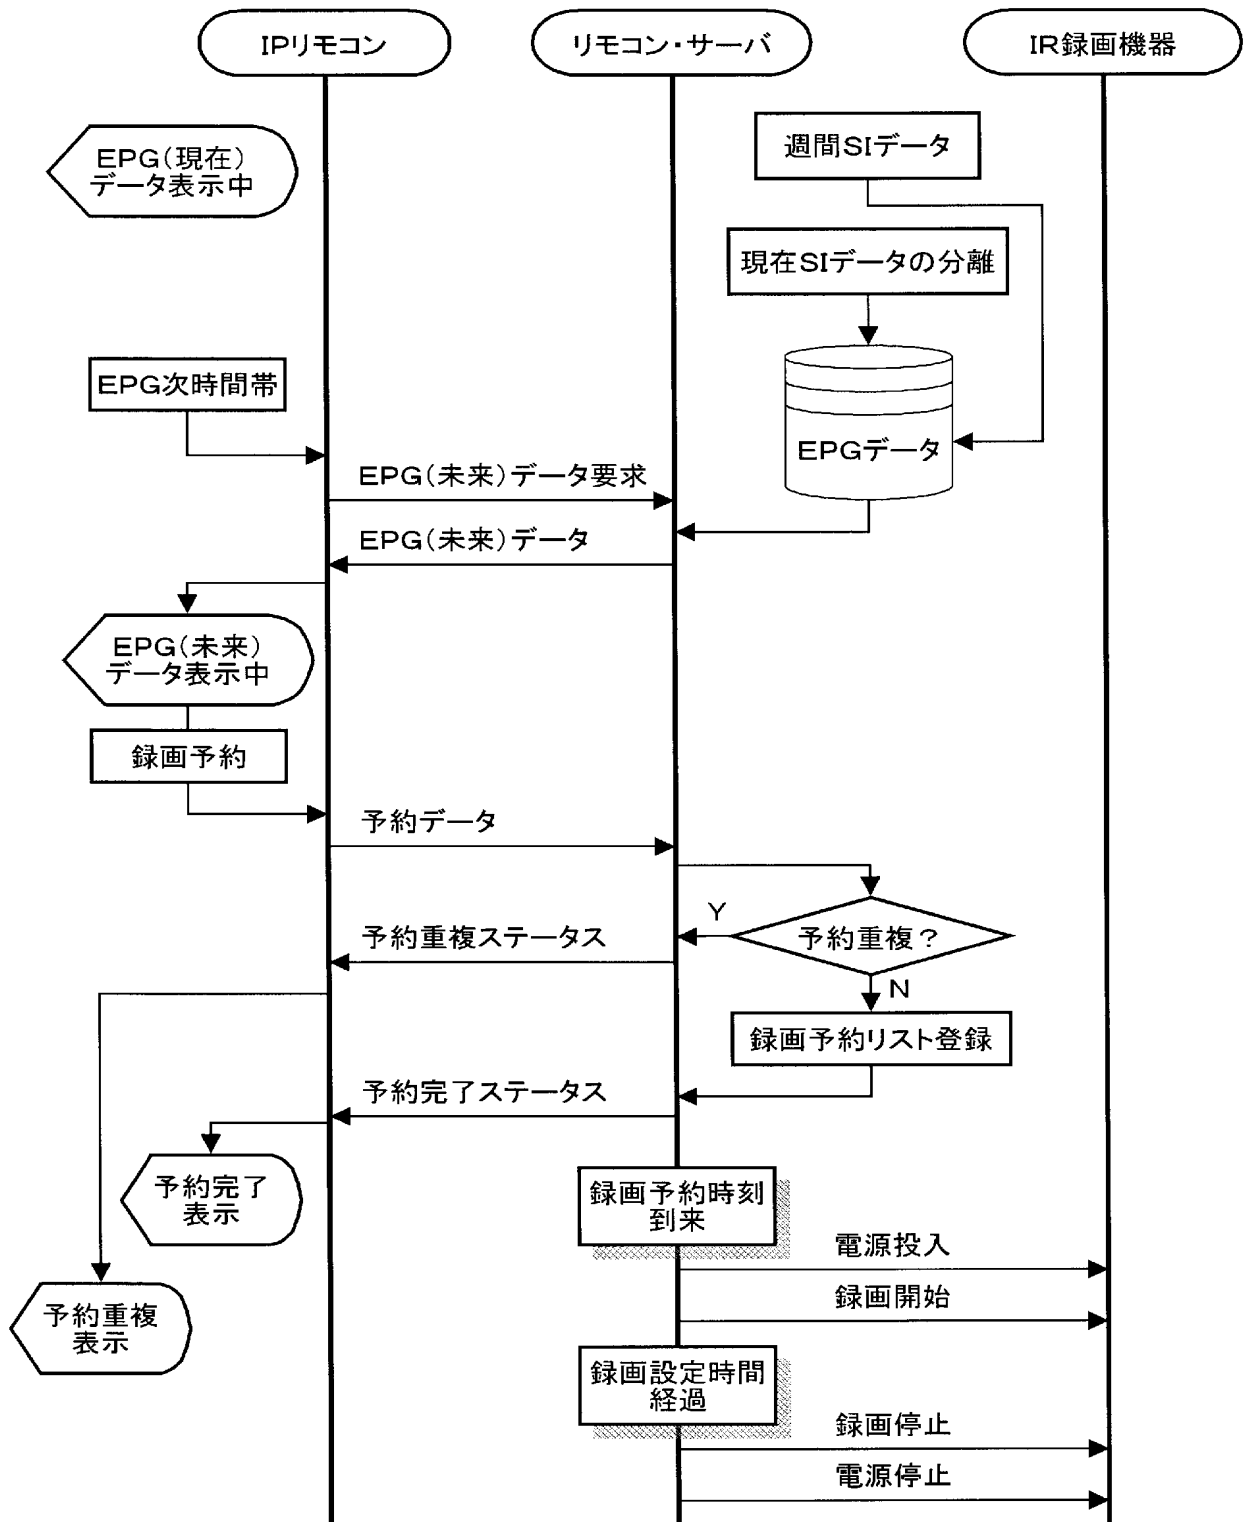 IPリモコン
リモコン・サーバ
IR録画機器
EPG(現在)
データ表示中
週間SIデータ
現在SIデータの分離
EPG次時間帯
EPGデータ
EPG(未来)データ要求
EPG(未来)データ
EPG(未来)
データ表示中
録画予約
予約データ
Y
予約重複？
予約重複ステータス
N
録画予約リスト登録
予約完了ステータス
予約完了
表示
録画予約時刻
到来
電源投入
録画開始
予約重複
表示
録画設定時間
経過
録画停止
電源停止